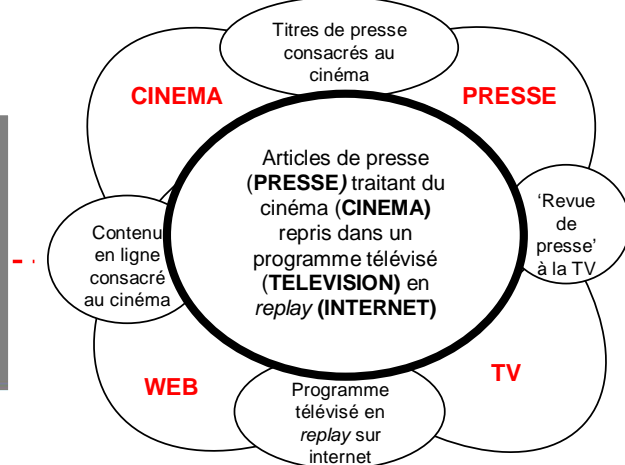 Titres de presse
consacrés au
cinéma
CINEMA
PRESSE
Articles de presse
(PRESSE) traitant du
cinéma (CINEMA)
repris dans un
programme télévisé
(TELEVISION) en
replay (INTERNET)
Contenu
en ligne
consacré
au cinéma
‘Revue
de
presse’
à la TV
WEB
TV
Programme
télévisé en
replay sur
internet